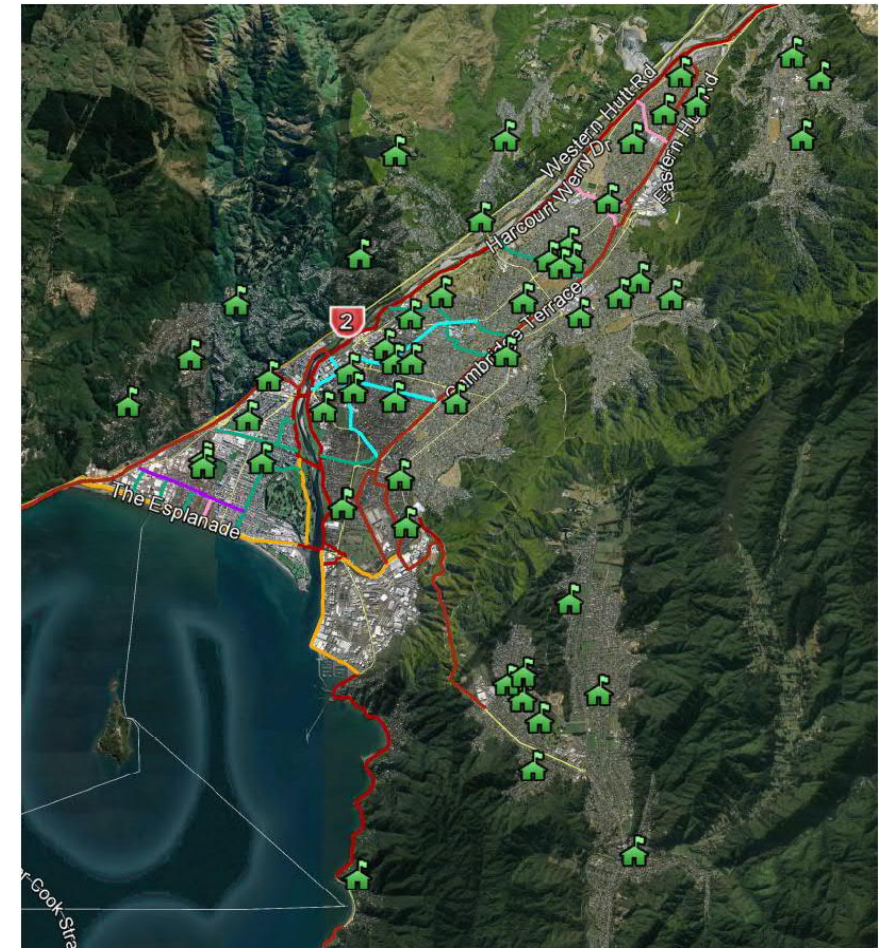 Western Hutt Rd
Harcourt Werry Dr
Eastern Hutt Rd
2
Cambridge Terrace
The Esplanade
r-Cook-Stra